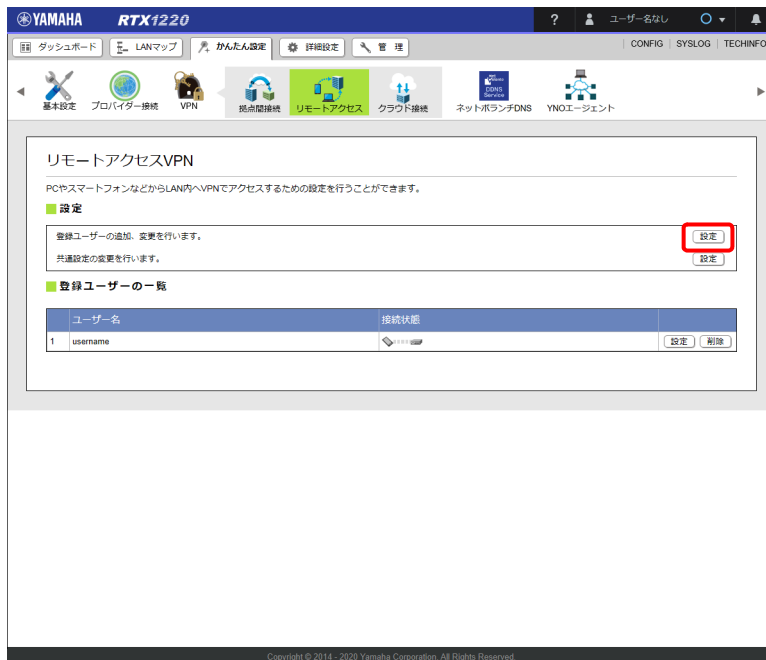 YAMAHA RTX1220 ? ユーザー名なし
ダッシュボード LANマップ かんたん設定 詳細設定 管 理 CONFIG SYSLOG TECHINFO
基本設定 プロバイダー接続 VPN 拠点間接続 リモートアクセス クラウド接続 ネットボランチDNS YNOエージェント
リモートアクセスVPN
PCやスマートフォンなどからLAN内へVPNでアクセスするための設定を行うことができます。
設定
登録ユーザーの追加、変更を行います。 設定
共通設定の変更を行います。 設定
登録ユーザーの一覧
ユーザー名 接続状態
1 username 設定 削除
Copyright © 2014 - 2020 Yamaha Corporation. All Rights Reserved.